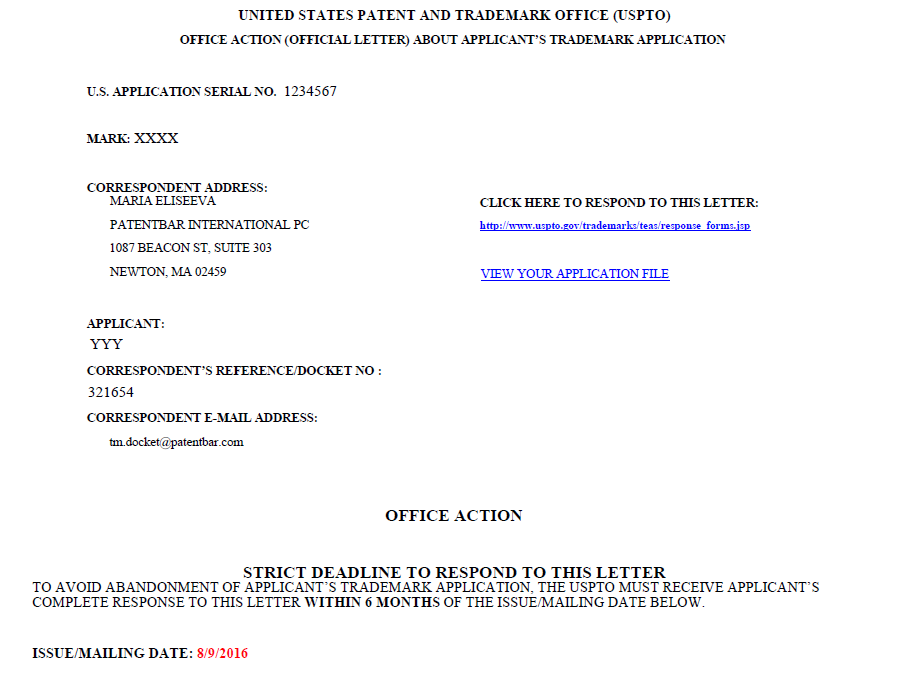 UNITED STATES PATENT AND TRADEMARK OFFICE (USPTO)
OFFICE ACTION (OFFICIAL LETTER) ABOUT APPLICANT'S TRADEMARK APPLICATION
U.S. APPLICATION SERIAL NO. 1234567
MARK: XXXX
CORRESPONDENT ADDRESS:
MARIA ELISEEVA
PATENTBAR INTERNATIONAL PC
1087 BEACON ST, SUITE 303
NEWTON, MA 02459
CLICK HERE TO RESPOND TO THIS LETTER:
http://www.uspto.gov/trademarks/teas/response_forms.jsp
VIEW YOUR APPLICATION FILE
APPLICANT:
YYY
CORRESPONDENT'S REFERENCE/DOCKET NO :
321654
CORRESPONDENT E-MAIL ADDRESS:
tm.docket@patentbar.com
OFFICE ACTION
STRICT DEADLINE TO RESPOND TO THIS LETTER
TO AVOID ABANDONMENT OF APPLICANT'S TRADEMARK APPLICATION, THE USPTO MUST RECEIVE APPLICANT'S
COMPLETE RESPONSE TO THIS LETTER WITHIN 6 MONTHS OF THE ISSUE/MAILING DATE BELOW.
ISSUE/MAILING DATE: 8/9/2016